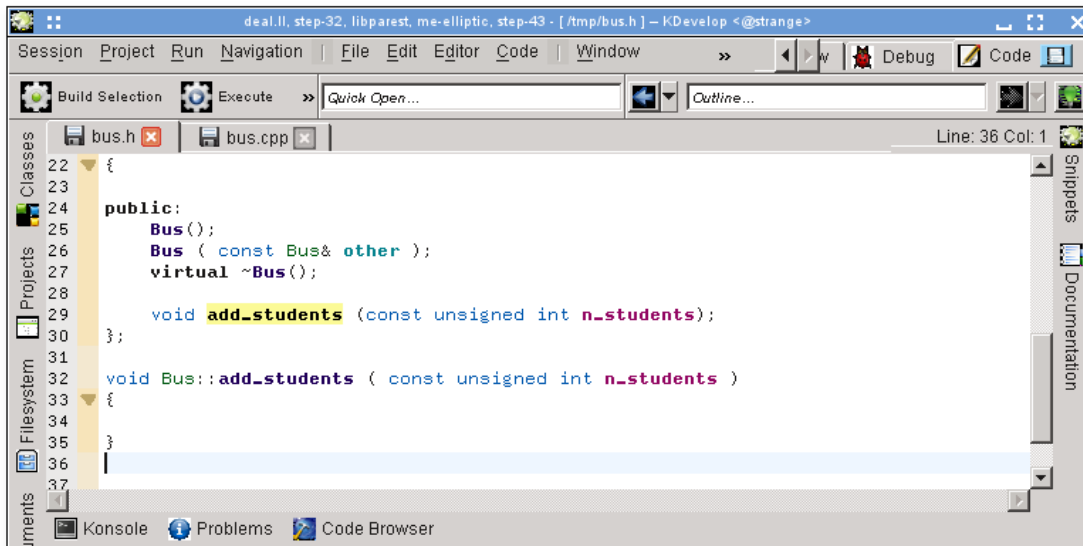 deal.II, step-32, libparest, me-elliptic, step-43 - [ /tmp/bus.h ] – KDevelop <@strange>
Session Project Run Navigation File Edit Editor Code Window » Debug Code
Build Selection Execute » Quick Open... Outline...
bus.h bus.cpp Line: 36 Col: 1
22 {
23
24 public:
25 Bus();
26 Bus ( const Bus& other );
27 virtual ~Bus();
28
29 void add_students (const unsigned int n_students);
30 };
31
32 void Bus::add_students ( const unsigned int n_students )
33 {
34
35 }
36
37
Classes
Projects
Filesystem
Snippets
Documentation
Konsole Problems Code Browser